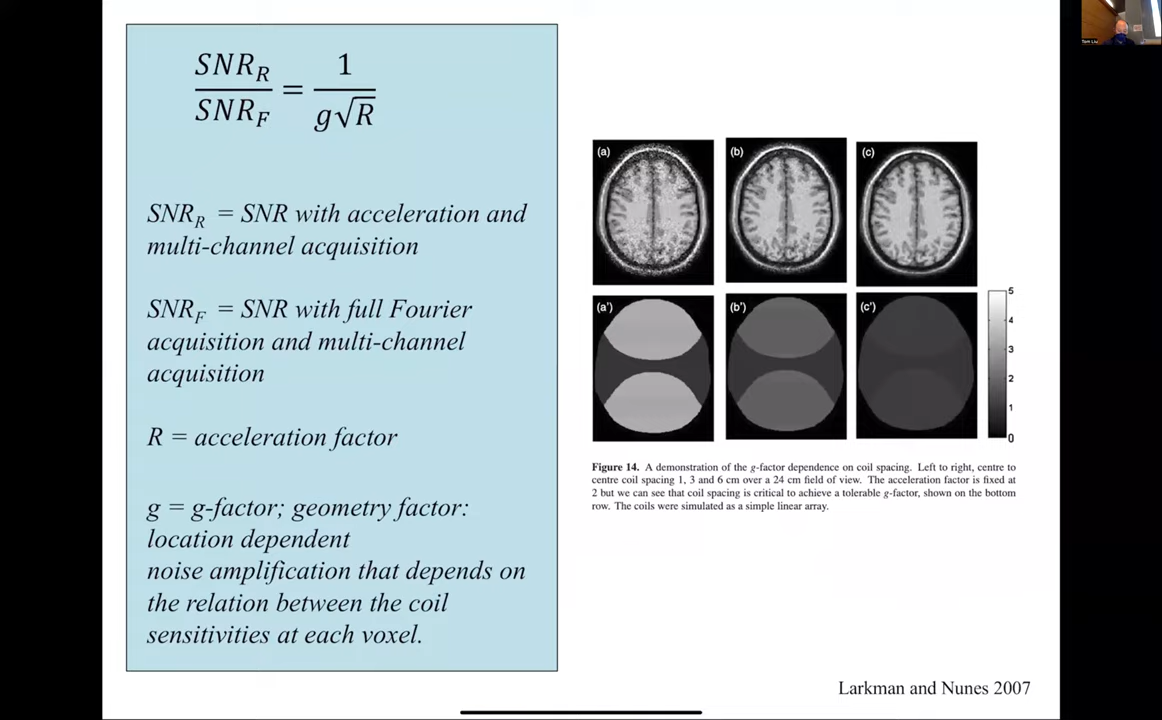 SNR_R / SNR_F = 1 / g√R
SNR_R = SNR with acceleration and
multi-channel acquisition
SNR_F = SNR with full Fourier
acquisition and multi-channel
acquisition
R = acceleration factor
g = g-factor; geometry factor:
location dependent
noise amplification that depends on
the relation between the coil
sensitivities at each voxel.
(a)
(b)
(c)
(a')
(b')
(c')
5
4
3
2
1
0
Figure 14. A demonstration of the g-factor dependence on coil spacing. Left to right, centre to
centre coil spacing 1, 3 and 6 cm over a 24 cm field of view. The acceleration factor is fixed at
2 but we can see that coil spacing is critical to achieve a tolerable g-factor, shown on the bottom
row. The coils were simulated as a simple linear array.
Larkman and Nunes 2007
Tom Liu